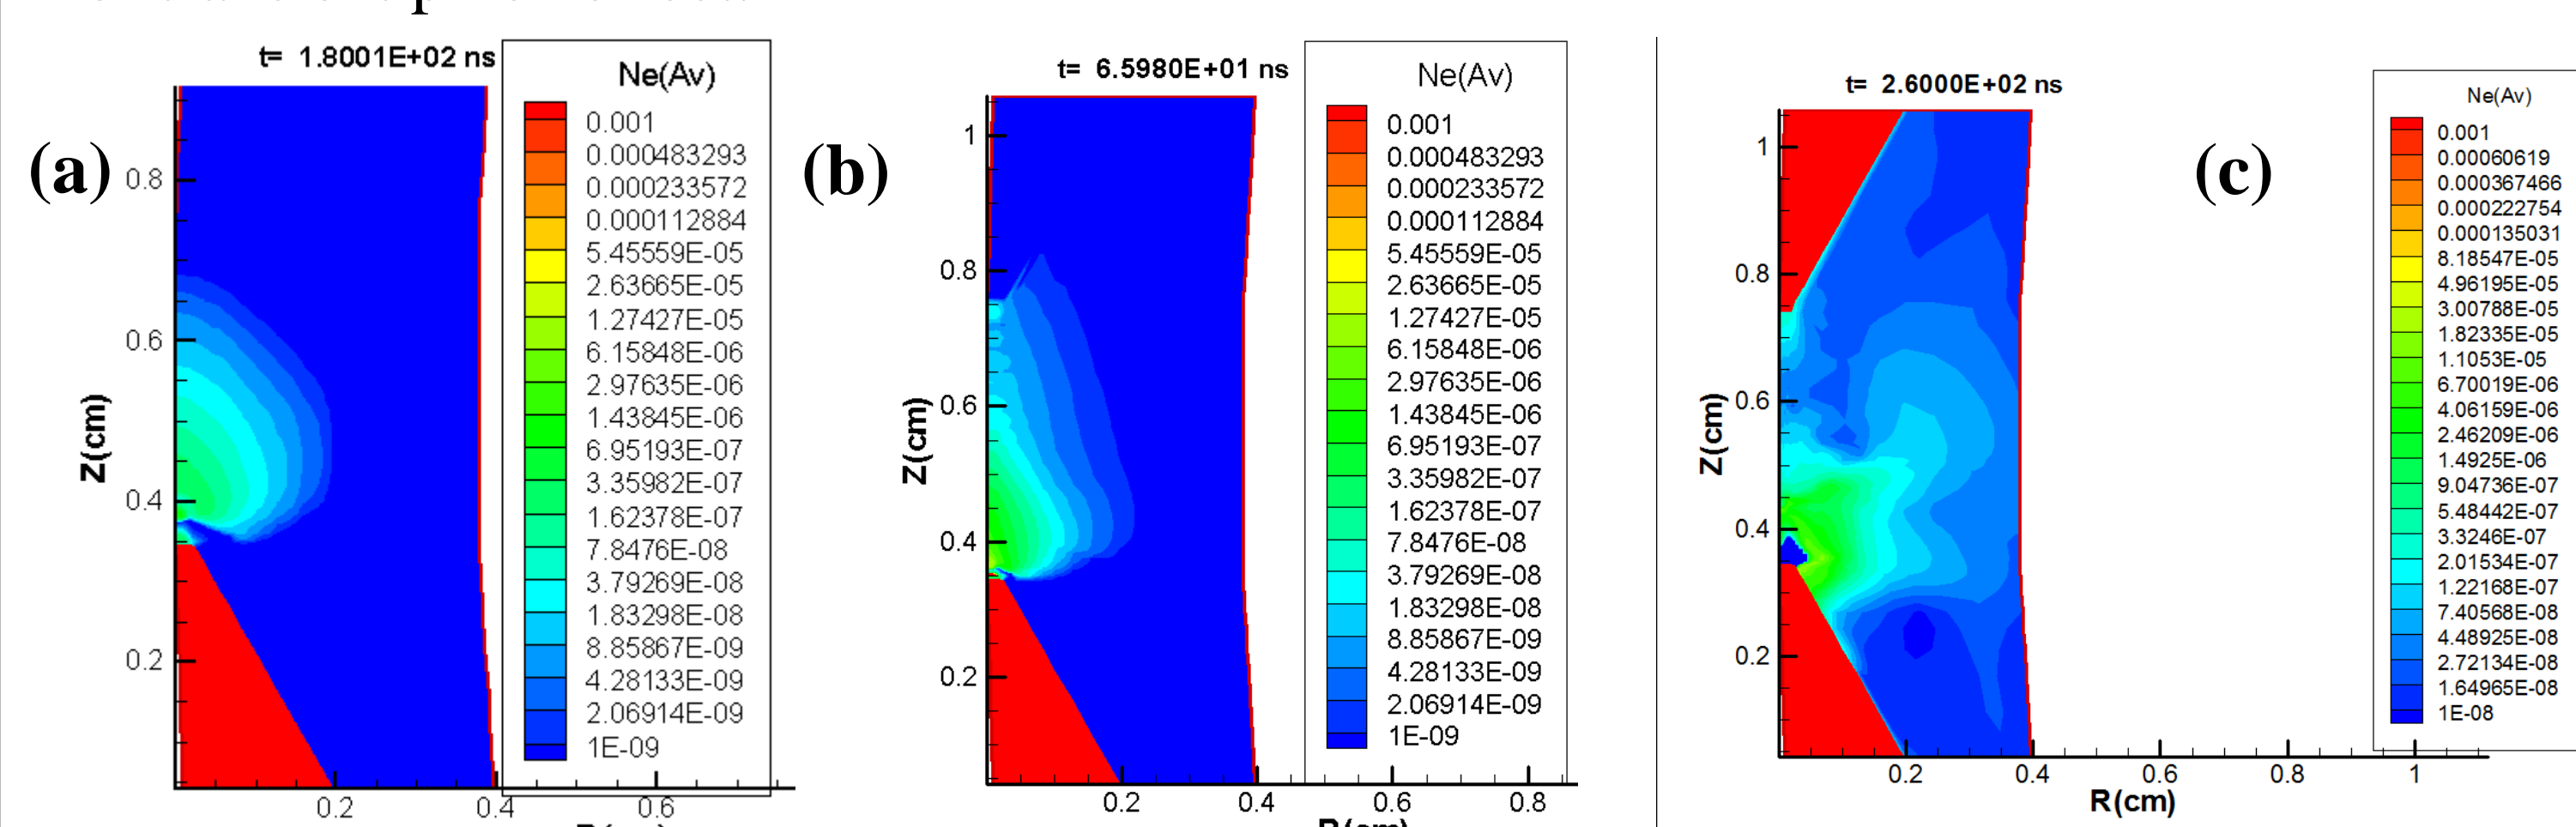 t= 1.8001E+02 ns
Ne(Av)
(a)
0.001
0.000483293
0.000233572
0.000112884
5.45559E-05
2.63665E-05
1.27427E-05
6.15848E-06
2.97635E-06
1.43845E-06
6.95193E-07
3.35982E-07
1.62378E-07
7.8476E-08
3.79269E-08
1.83298E-08
8.85867E-09
4.28133E-09
2.06914E-09
1E-09
0.8
0.6
0.4
0.2
Z(cm)
0.2
0.4
0.6
t= 6.5980E+01 ns
Ne(Av)
(b)
0.001
0.000483293
0.000233572
0.000112884
5.45559E-05
2.63665E-05
1.27427E-05
6.15848E-06
2.97635E-06
1.43845E-06
6.95193E-07
3.35982E-07
1.62378E-07
7.8476E-08
3.79269E-08
1.83298E-08
8.85867E-09
4.28133E-09
2.06914E-09
1E-09
1
0.8
0.6
0.4
0.2
Z(cm)
0.2
0.4
0.6
0.8
R(cm)
t= 2.6000E+02 ns
Ne(Av)
(c)
0.001
0.00060619
0.000367466
0.000222754
0.000135031
8.18547E-05
4.96195E-05
3.00788E-05
1.82335E-05
1.1053E-05
6.70019E-06
4.06159E-06
2.46209E-06
1.4925E-06
9.04736E-07
5.48442E-07
3.3246E-07
2.01534E-07
1.22168E-07
7.40568E-08
4.48925E-08
2.72134E-08
1.64965E-08
1E-08
1
0.8
0.6
0.4
0.2
Z(cm)
0.2
0.4
0.6
0.8
1
R(cm)